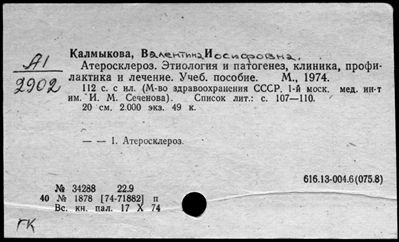 Калмыкова, Валентина Иосифовна.
А1
2902
Атеросклероз. Этиология и патогенез, клиника, профи-
лактика и лечение. Учеб. пособие. М., 1974.
112 с. с ил. (М-во здравоохранения СССР. 1-й моск. мед. ин-т
им. И. М. Сеченова). Список лит.: с. 107—110.
20 см. 2.000 экз. 49 к.
— — 1. Атеросклероз.
616.13-004.6(075.8)
№ 34288 22.9
40 № 1878 [74-71882] п
Вс. кн. пал. 17 X 74
ГК